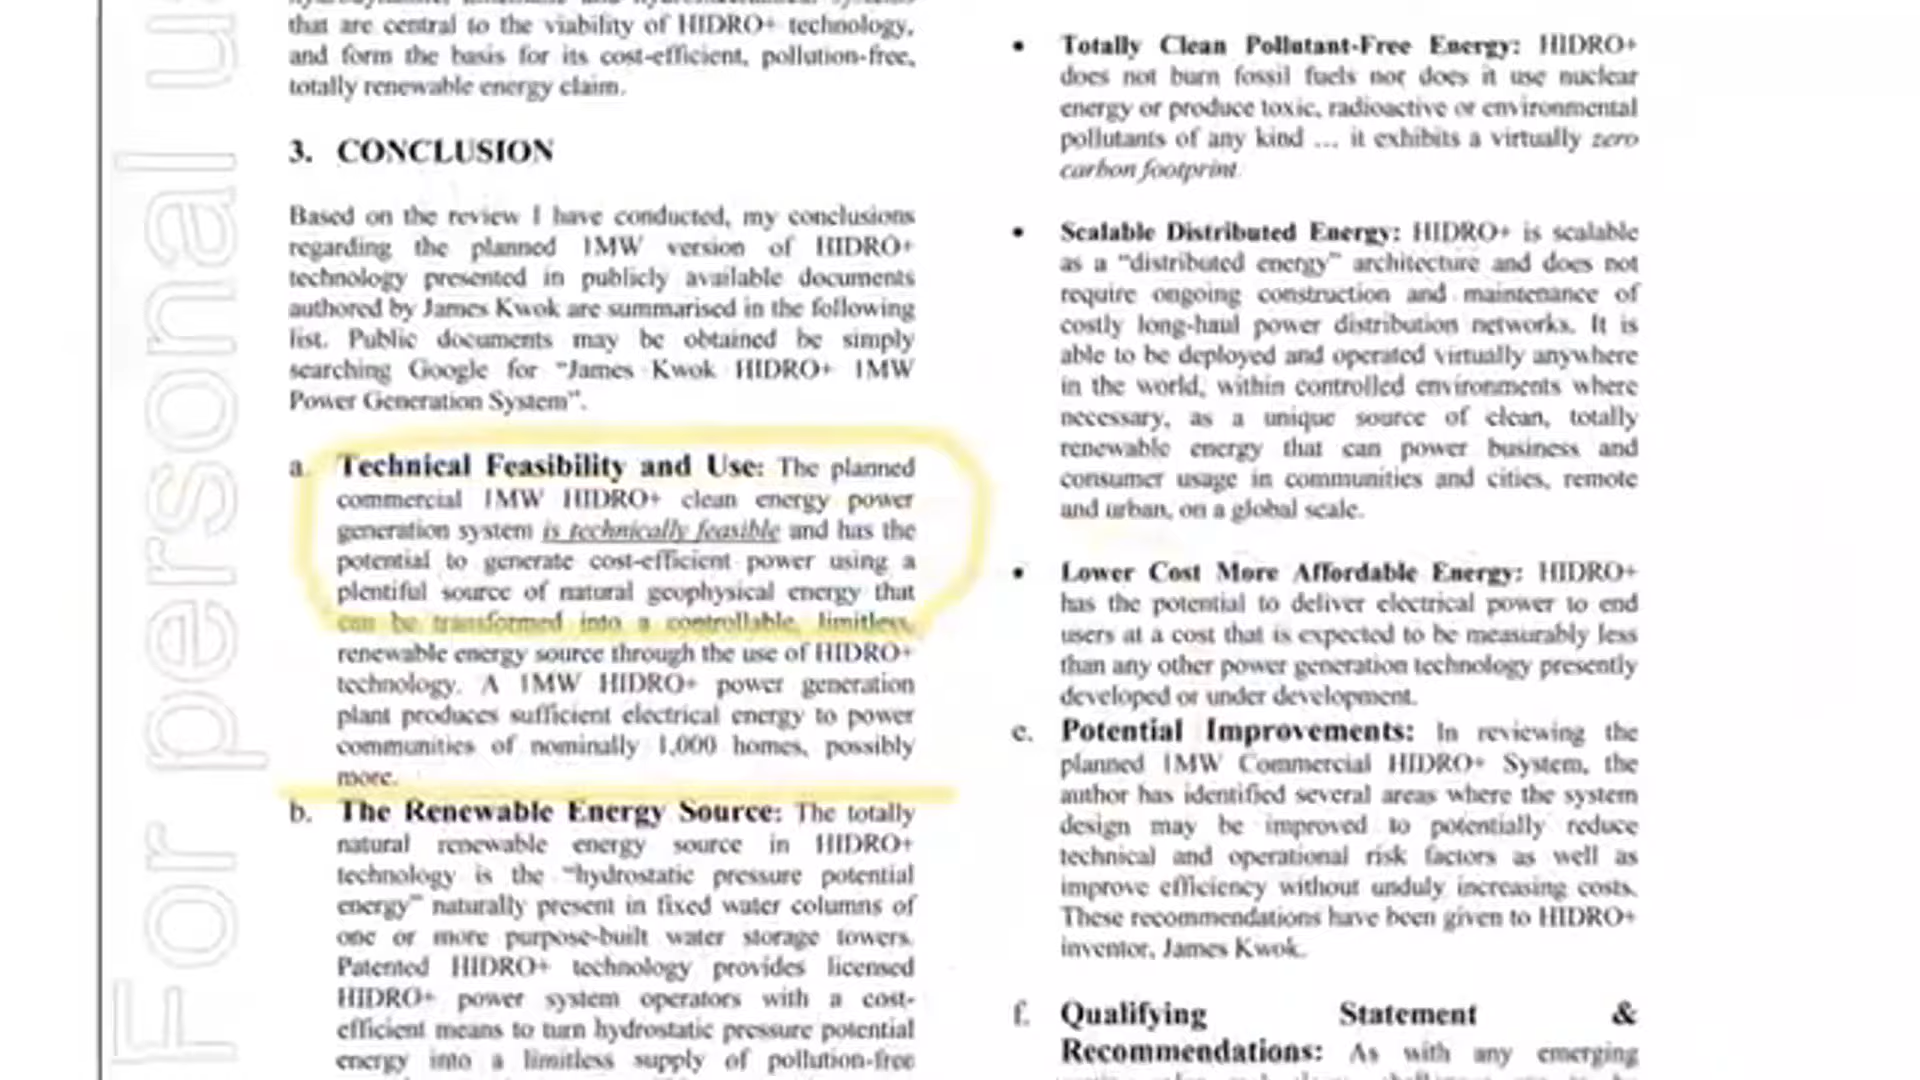 For personal u
that are central to the viability of HIDRO+ technology,
and form the basis for its cost-efficient, pollution-free,
totally renewable energy claim.
3. CONCLUSION
Based on the review I have conducted, my conclusions
regarding the planned 1MW version of HIDRO+
technology presented in publicly available documents
authored by James Kwok are summarised in the following
list. Public documents may be obtained be simply
searching Google for "James Kwok HIDRO+ 1MW
Power Generation System".
a. Technical Feasibility and Use: The planned
commercial 1MW HIDRO+ clean energy power
generation system is technically feasible and has the
potential to generate cost-efficient power using a
plentiful source of natural geophysical energy that
can be transformed into a controllable, limitless,
renewable energy source through the use of HIDRO+
technology. A 1MW HIDRO+ power generation
plant produces sufficient electrical energy to power
communities of nominally 1,000 homes, possibly
more.
b. The Renewable Energy Source: The totally
natural renewable energy source in HIDRO+
technology is the "hydrostatic pressure potential
energy" naturally present in fixed water columns of
one or more purpose-built water storage towers.
Patented HIDRO+ technology provides licensed
HIDRO+ power system operators with a cost-
efficient means to turn hydrostatic pressure potential
energy into a limitless supply of pollution-free
• Totally Clean Pollutant-Free Energy: HIDRO+
does not burn fossil fuels nor does it use nuclear
energy or produce toxic, radioactive or environmental
pollutants of any kind … it exhibits a virtually zero
carbon footprint.
• Scalable Distributed Energy: HIDRO+ is scalable
as a "distributed energy" architecture and does not
require ongoing construction and maintenance of
costly long-haul power distribution networks. It is
able to be deployed and operated virtually anywhere
in the world, within controlled environments where
necessary, as a unique source of clean, totally
renewable energy that can power business and
consumer usage in communities and cities, remote
and urban, on a global scale.
• Lower Cost More Affordable Energy: HIDRO+
has the potential to deliver electrical power to end
users at a cost that is expected to be measurably less
than any other power generation technology presently
developed or under development.
e. Potential Improvements: In reviewing the
planned 1MW Commercial HIDRO+ System, the
author has identified several areas where the system
design may be improved to potentially reduce
technical and operational risk factors as well as
improve efficiency without unduly increasing costs.
These recommendations have been given to HIDRO+
inventor, James Kwok.
f. Qualifying Statement &
Recommendations: As with any emerging